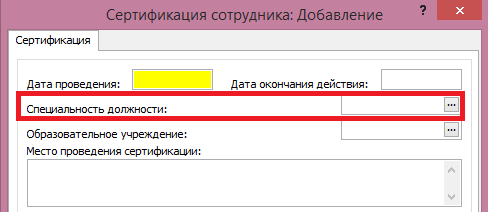 Сертификация сотрудника: Добавление
Сертификация
Дата проведения: Дата окончания действия:
Специальность должности:
Образовательное учреждение:
Место проведения сертификации: